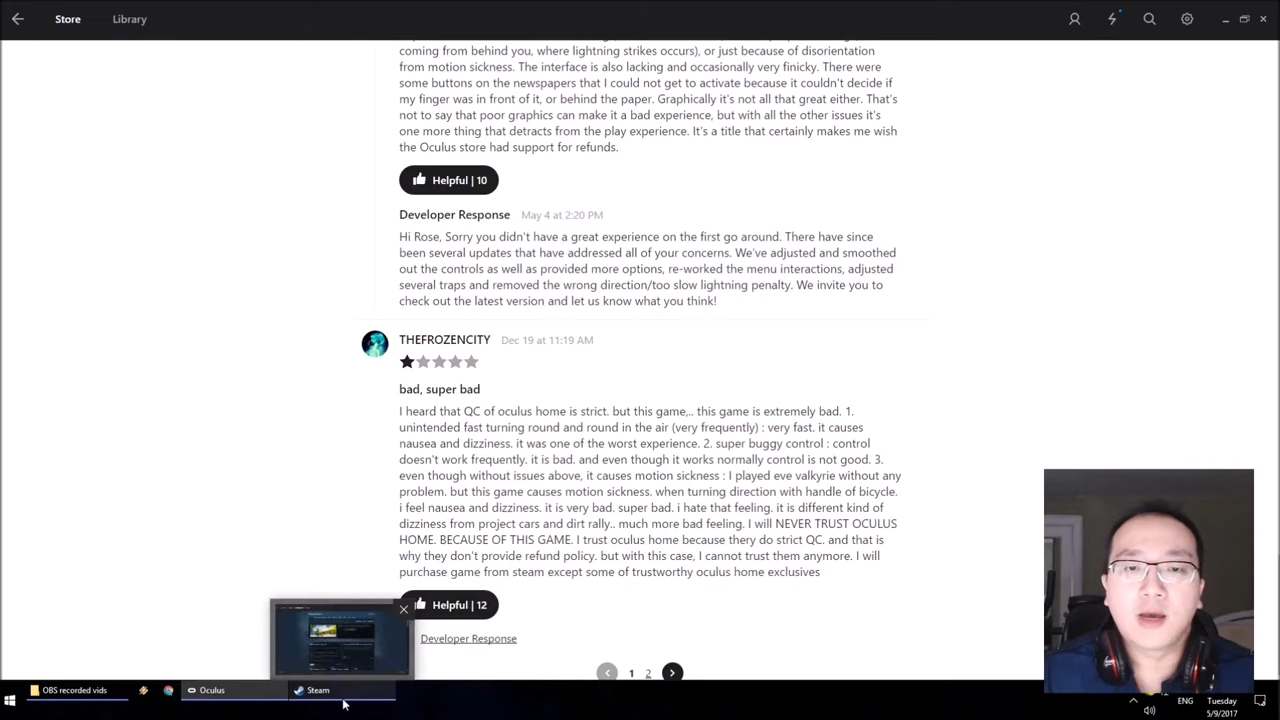 Store
Library
coming from behind you, where lightning strikes occurs), or just because of disorientation
from motion sickness. The interface is also lacking and occasionally very finicky. There were
some buttons on the newspapers that I could not get to activate because it couldn't decide if
my finger was in front of it, or behind the paper. Graphically it's not all that great either. That's
not to say that poor graphics can make it a bad experience, but with all the other issues it's
one more thing that detracts from the play experience. It's a title that certainly makes me wish
the Oculus store had support for refunds.
Helpful | 10
Developer Response May 4 at 2:20 PM
Hi Rose, Sorry you didn't have a great experience on the first go around. There have since
been several updates that have addressed all of your concerns. We've adjusted and smoothed
out the controls as well as provided more options, re-worked the menu interactions, adjusted
several traps and removed the wrong direction/too slow lightning penalty. We invite you to
check out the latest version and let us know what you think!
THEFROZENCITY Dec 19 at 11:19 AM
bad, super bad
I heard that QC of oculus home is strict. but this game,.. this game is extremely bad. 1.
unintended fast turning round and round in the air (very frequently) : very fast. it causes
nausea and dizziness. it was one of the worst experience. 2. super buggy control : control
doesn't work frequently. it is bad. and even though it works normally control is not good. 3.
even though without issues above, it causes motion sickness : I played eve valkyrie without any
problem. but this game causes motion sickness. when turning direction with handle of bicycle.
i feel nausea and dizziness. it is very bad. super bad. i hate that feeling. it is different kind of
dizziness from project cars and dirt rally.. much more bad feeling. I will NEVER TRUST OCULUS
HOME. BECAUSE OF THIS GAME. I trust oculus home because thery do strict QC. and that is
why they don't provide refund policy. but with this case, I cannot trust them anymore. I will
purchase game from steam except some of trustworthy oculus home exclusives
Helpful | 12
Developer Response
1 2
OBS recorded vids
Oculus
Steam
ENG
Tuesday
5/9/2017